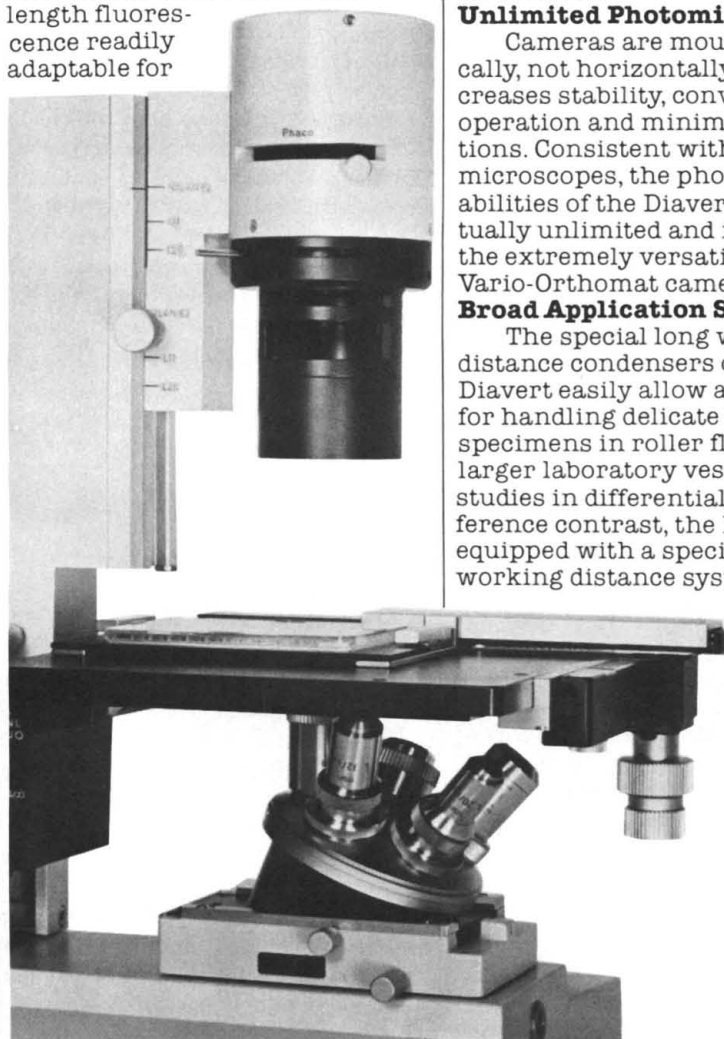 length fluores-
cence readily
adaptable for
Unlimited Photomi
Cameras are mou
cally, not horizontally
creases stability, conv
operation and minim
tions. Consistent with
microscopes, the pho
abilities of the Diaver
tually unlimited and
the extremely versati
Vario-Orthomat came
Broad Application S
The special long w
distance condensers
Diavert easily allow a
for handling delicate
specimens in roller fl
larger laboratory ves
studies in differential
ference contrast, the
equipped with a speci
working distance sys
Phaco